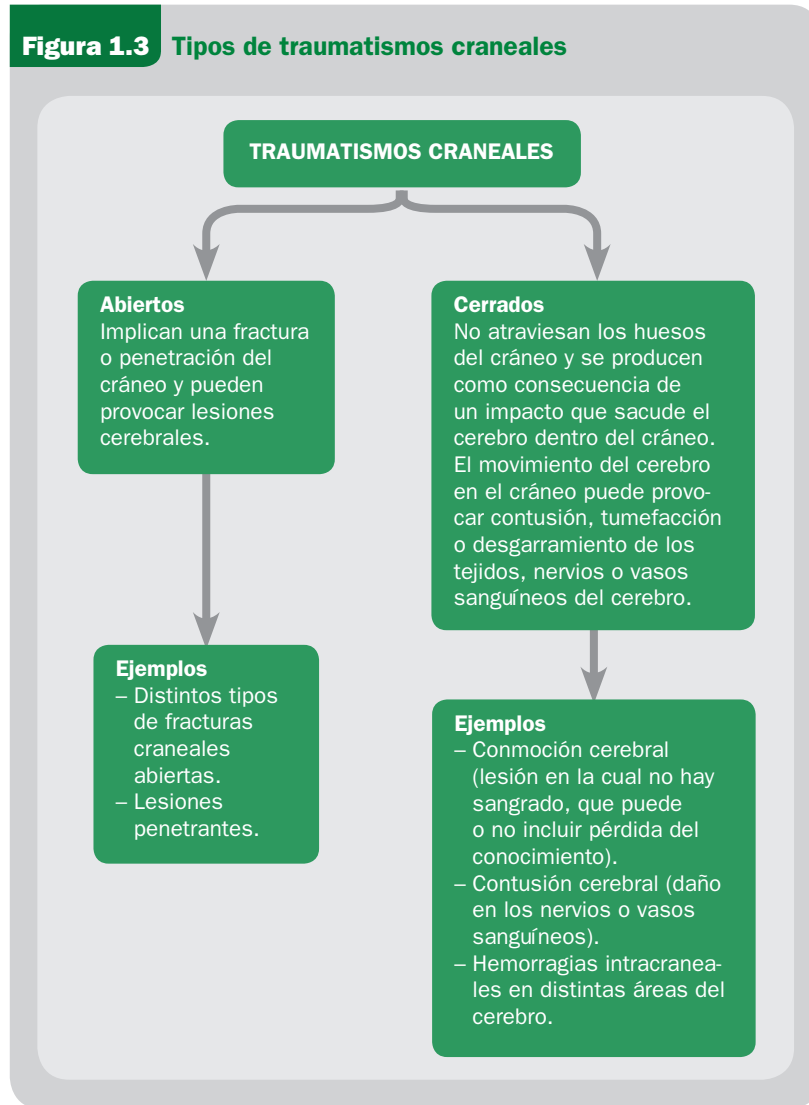 Figura 1.3 Tipos de traumatismos craneales
TRAUMATISMOS CRANEALES
Abiertos
Implican una fractura
o penetración del
cráneo y pueden
provocar lesiones
cerebrales.
Cerrados
No atraviesan los huesos
del cráneo y se producen
como consecuencia de
un impacto que sacude el
cerebro dentro del cráneo.
El movimiento del cerebro
en el cráneo puede provo-
car contusión, tumefacción
o desgarramiento de los
tejidos, nervios o vasos
sanguíneos del cerebro.
Ejemplos
– Distintos tipos
de fracturas
craneales
abiertas.
– Lesiones
penetrantes.
Ejemplos
– Conmoción cerebral
(lesión en la cual no hay
sangrado, que puede
o no incluir pérdida del
conocimiento).
– Contusión cerebral (daño
en los nervios o vasos
sanguíneos).
– Hemorragias intracranea-
les en distintas áreas del
cerebro.